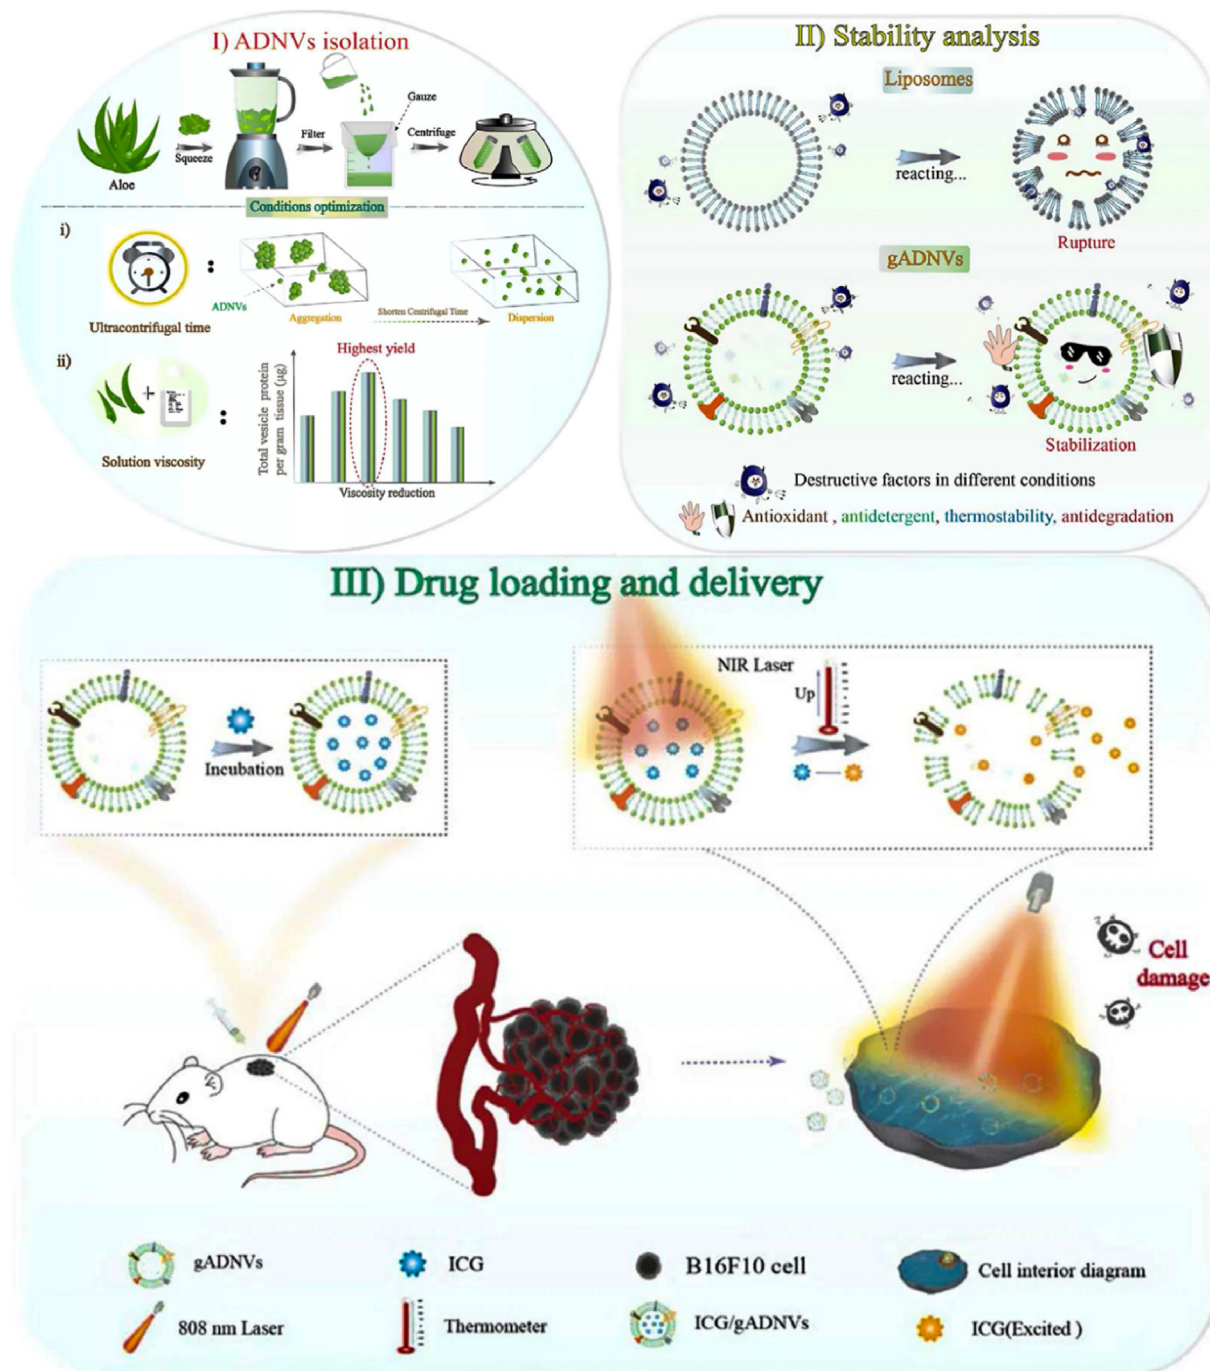 I) ADNVs isolation
Aloe
Squeeze
Filter
Gauze
Centrifuge
Conditions optimization
i)
Ultracontrifugal time
ADNVs
Aggregation
Shorten Centrifugal Time
Dispersion
ii)
Solution viscosity
Highest yield
Total vesicle protein
per gram tissue (μg)
Viscosity reduction
II) Stability analysis
Liposomes
reacting...
Rupture
gADNVs
reacting...
Stabilization
Destructive factors in different conditions
Antioxidant , antidetergent, thermostability, antidegradation
III) Drug loading and delivery
Incubation
NIR Laser
Up
Cell
damage
gADNVs
ICG
B16F10 cell
Cell interior diagram
808 nm Laser
Thermometer
ICG/gADNVs
ICG(Excited )